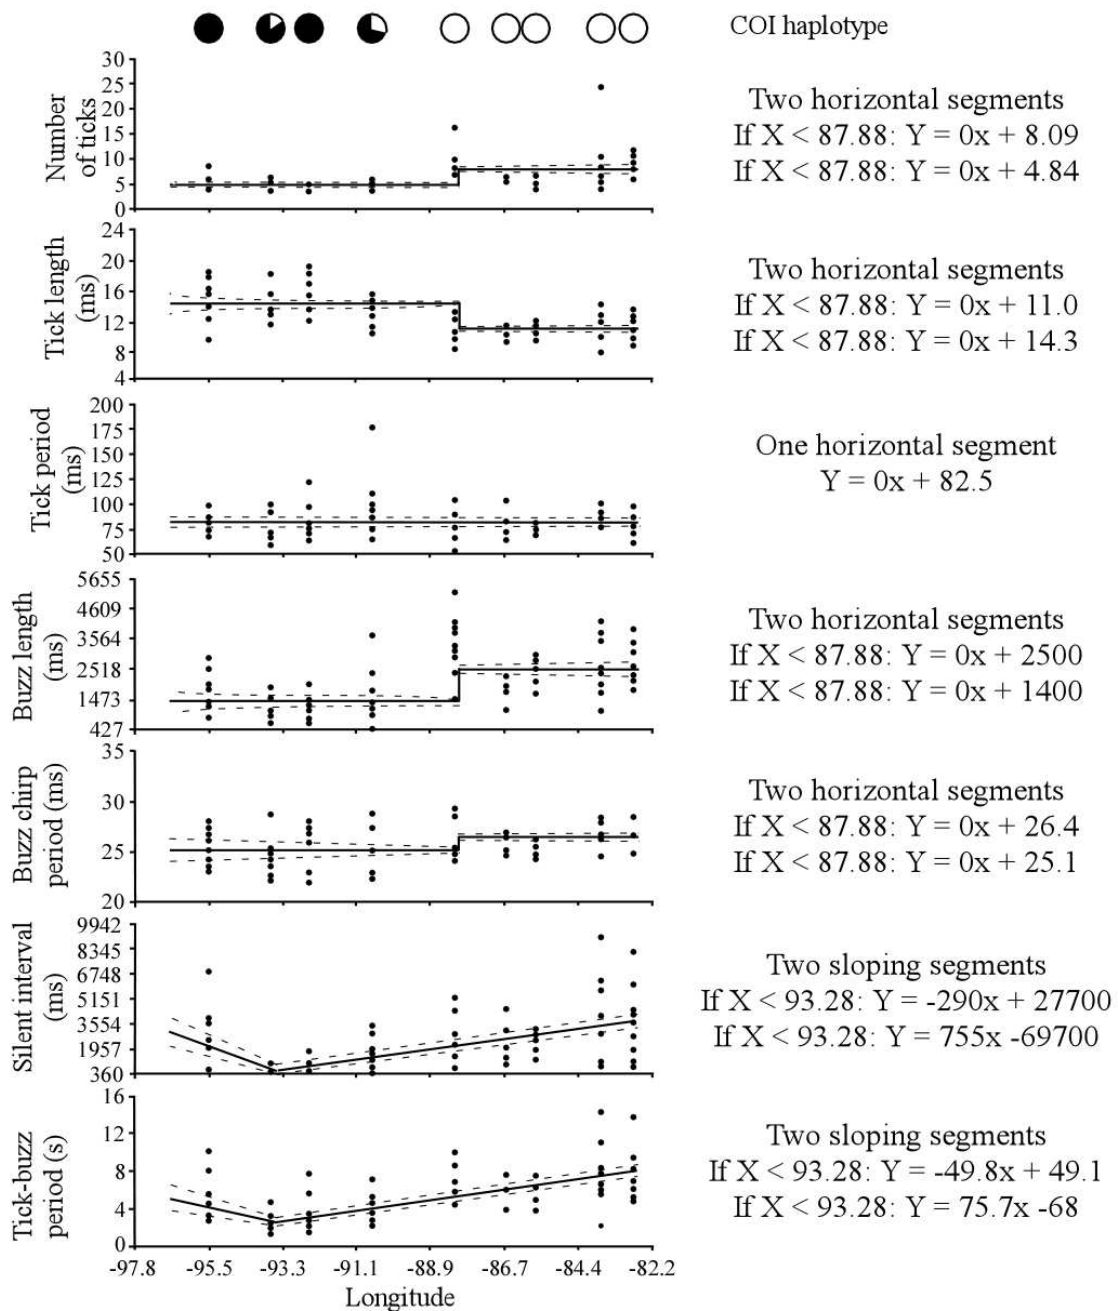 COI haplotype
Number
of ticks
30
25
20
15
10
5
0
Two horizontal segments
If X < 87.88: Y = 0x + 8.09
If X < 87.88: Y = 0x + 4.84
Tick length
(ms)
24
20
16
12
8
4
Two horizontal segments
If X < 87.88: Y = 0x + 11.0
If X < 87.88: Y = 0x + 14.3
Tick period
(ms)
200
175
150
125
100
75
50
One horizontal segment
Y = 0x + 82.5
Buzz length
(ms)
5655
4609
3564
2518
1473
427
Two horizontal segments
If X < 87.88: Y = 0x + 2500
If X < 87.88: Y = 0x + 1400
Buzz chirp
period (ms)
35
30
25
20
Two horizontal segments
If X < 87.88: Y = 0x + 26.4
If X < 87.88: Y = 0x + 25.1
Silent interval
(ms)
9942
8345
6748
5151
3554
1957
360
Two sloping segments
If X < 93.28: Y = -290x + 27700
If X < 93.28: Y = 755x -69700
Tick-buzz
period (s)
16
12
8
4
0
Two sloping segments
If X < 93.28: Y = -49.8x + 49.1
If X < 93.28: Y = 75.7x -68
-97.8 -95.5 -93.3 -91.1 -88.9 -86.7 -84.4 -82.2
Longitude